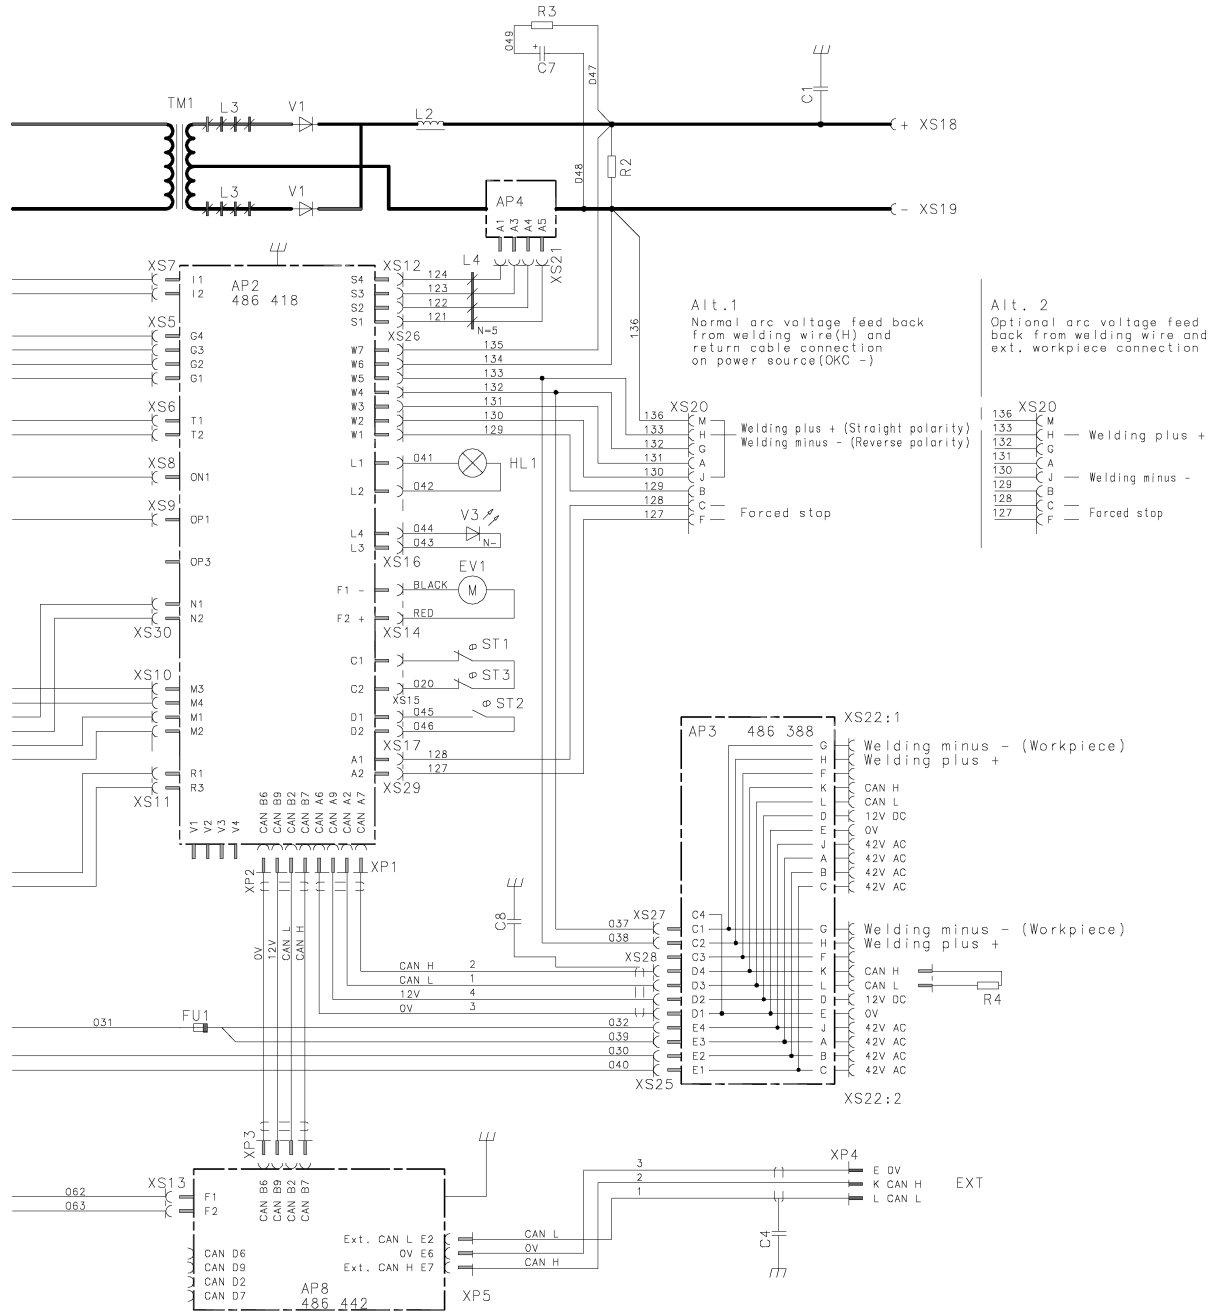 R3
049
+
C7
047
C1
TM1
L3
V1
L2
+ XS18
048
R2
L3
V1
AP4
- XS19
A1
A3
A4
A5
XS21
XS7
AP2
486 418
XS12
L4
I1
S4
124
I2
S3
123
S2
122
XS5
S1
121
N=5
136
XS26
G4
G3
W7
135
G2
W6
134
G1
W5
133
W4
132
XS6
W3
131
T1
W2
130
T2
W1
129
Alt.1
Normal arc voltage feed back
from welding wire(H) and
return cable connection
on power source(OKC -)
Alt. 2
Optional arc voltage feed
back from welding wire and
ext. workpiece connection
XS20
136 M
133 H
132 G
131 A
130 J
129 B
128 C
127 F
Welding plus + (Straight polarity)
Welding minus - (Reverse polarity)
Forced stop
XS20
136 M
133 H
132 G
131 A
130 J
129 B
128 C
127 F
Welding plus +
Welding minus -
Forced stop
XS8
L1
041
HL1
ON1
L2
042
XS9
OP1
L4
044
V3
L3
043
N-
XS16
OP3
EV1
F1 -
BLACK
M
N1
N2
F2 +
RED
XS30
XS14
C1
ST1
XS10
M3
C2
020
ST3
M4
XS15
M1
D1
045
ST2
M2
D2
046
XS17
A1
128
R1
A2
127
R3
XS11
XS29
V1
V2
V3
V4
CAN B6
CAN B9
CAN B2
CAN B7
CAN A6
CAN A9
CAN A2
CAN A7
XP2
XP1
XS22:1
AP3 486 388
G Welding minus - (Workpiece)
H Welding plus +
F
K CAN H
L CAN L
D 12V DC
E 0V
J 42V AC
A 42V AC
B 42V AC
C 42V AC
C8
XS27
C4
037
C1
G Welding minus - (Workpiece)
038
C2
H Welding plus +
XS28
C3
F
0V
12V
CAN L
CAN H
CAN H 2
D4
K CAN H
CAN L 1
D3
L CAN L
R4
12V 4
D2
D 12V DC
0V 3
D1
E 0V
031
FU1
032
E4
J 42V AC
039
E3
A 42V AC
030
E2
B 42V AC
040
E1
C 42V AC
XS25
XS22:2
XP3
XP4
3
E 0V
2
K CAN H
EXT
1
L CAN L
XS13
062
F1
063
F2
CAN B6
CAN B9
CAN B2
CAN B7
C4
Ext. CAN L E2
CAN L
CAN D6
0V E6
0V
CAN D9
Ext. CAN H E7
CAN H
CAN D2
CAN D7
AP8
486 442
XP5